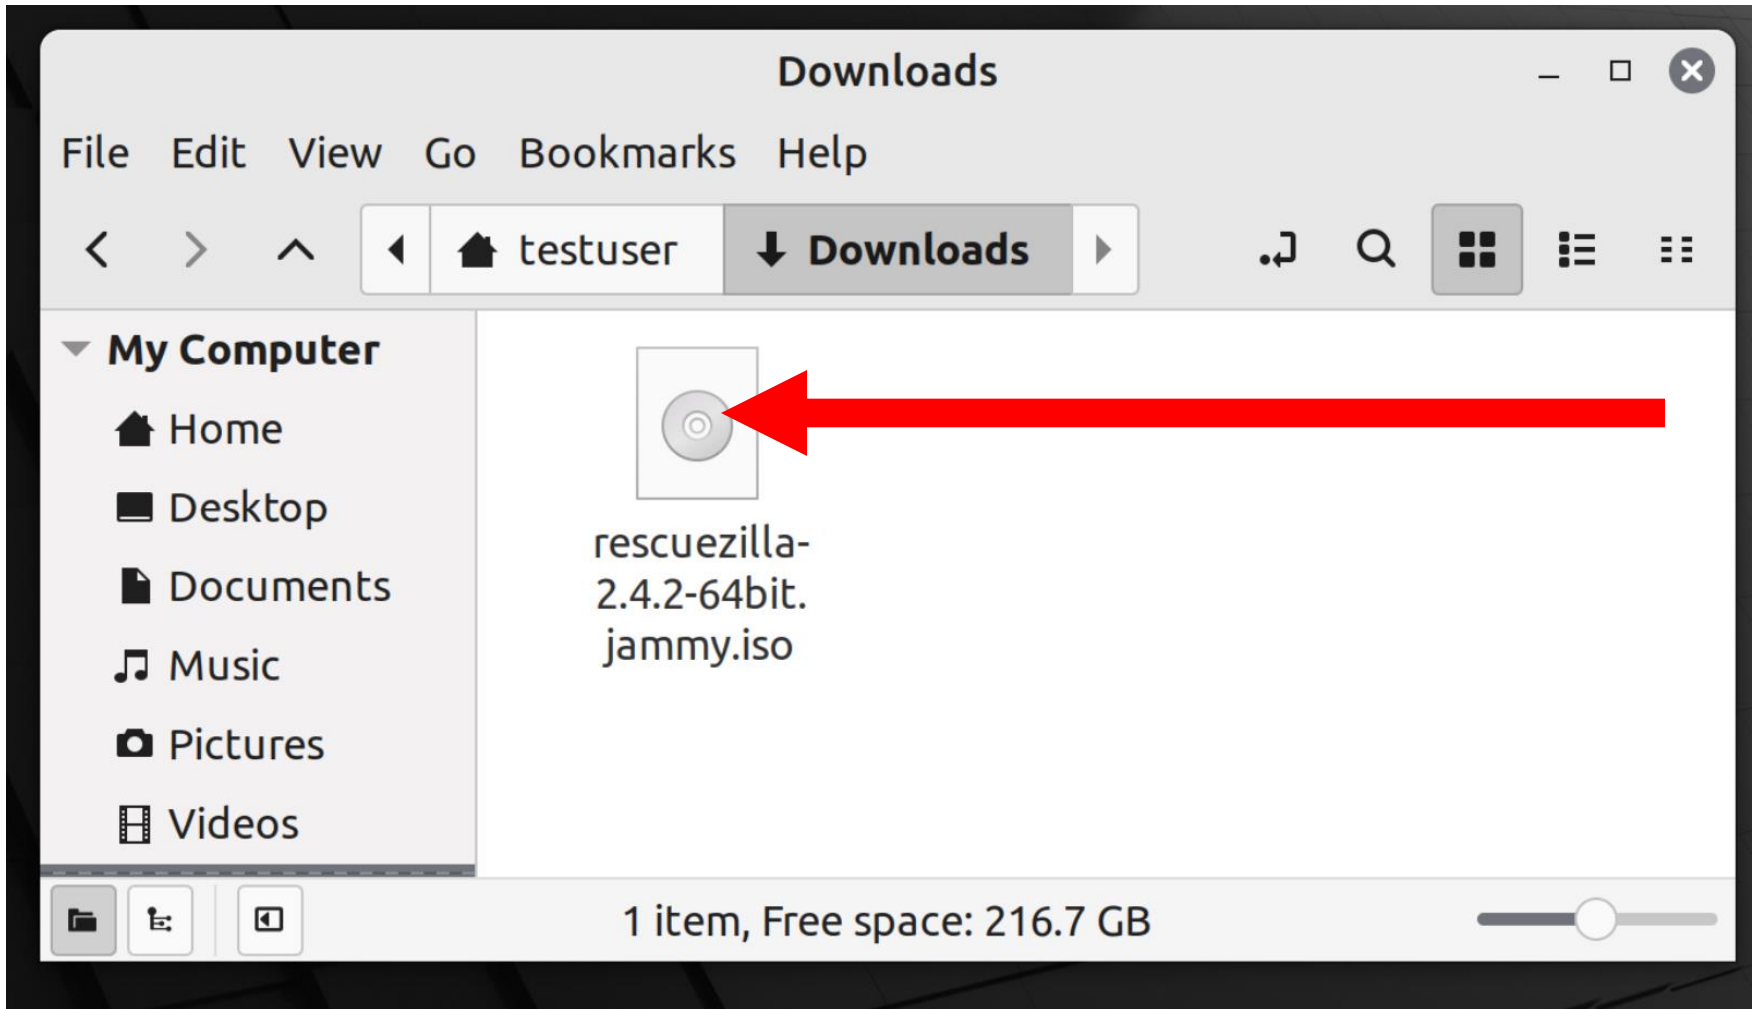 Downloads
File Edit View Go Bookmarks Help
testuser Downloads
My Computer
Home
Desktop
Documents
Music
Pictures
Videos
rescuezilla-
2.4.2-64bit.
jammy.iso
1 item, Free space: 216.7 GB